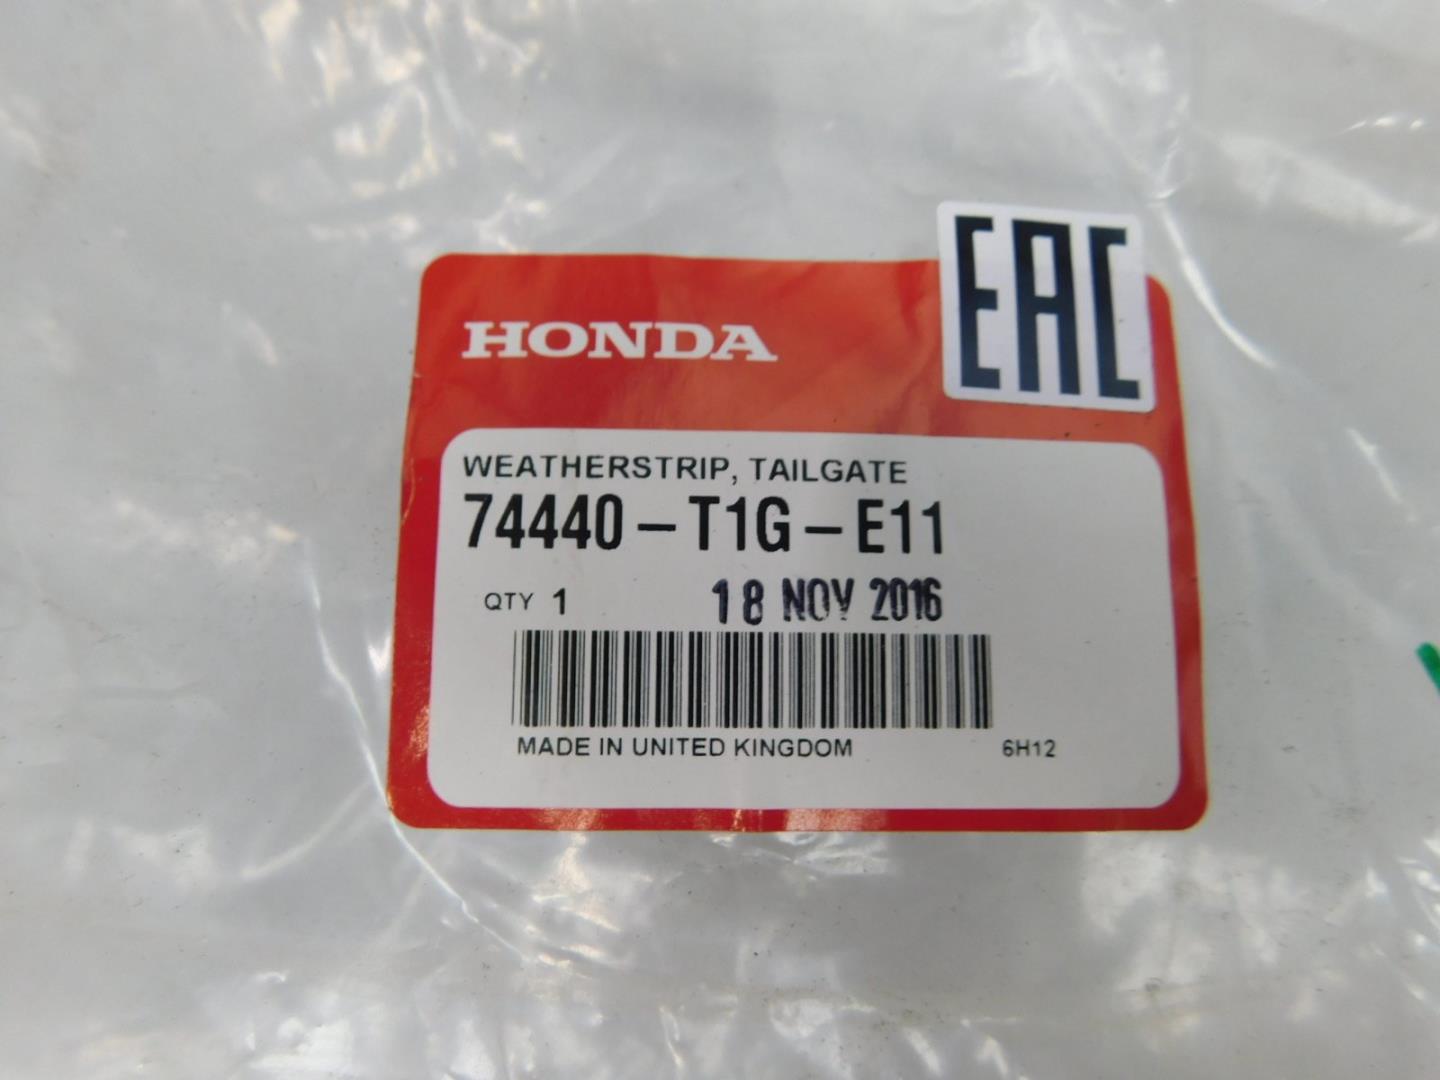 EAC
HONDA
WEATHERSTRIP, TAILGATE
74440-T1G-E11
QTY 1 18 NOV 2016
MADE IN UNITED KINGDOM 6H12